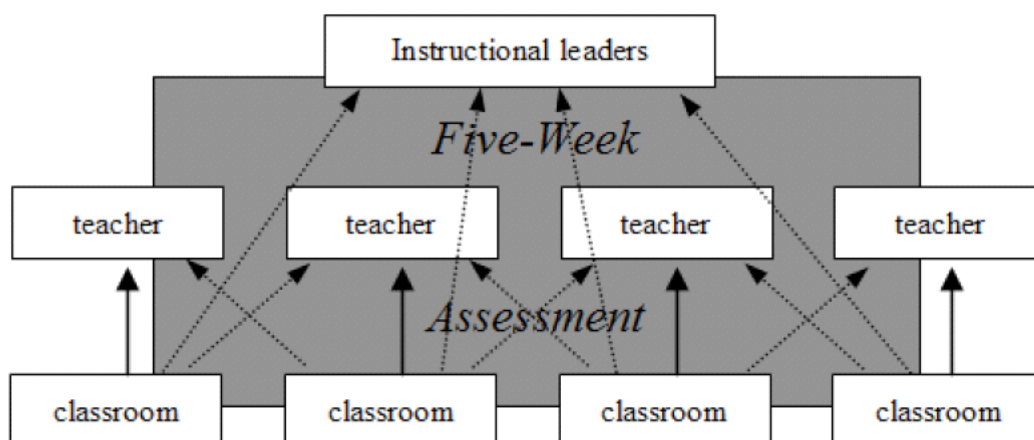 Instructional leaders
Five-Week
teacher
teacher
teacher
teacher
Assessment
classroom
classroom
classroom
classroom